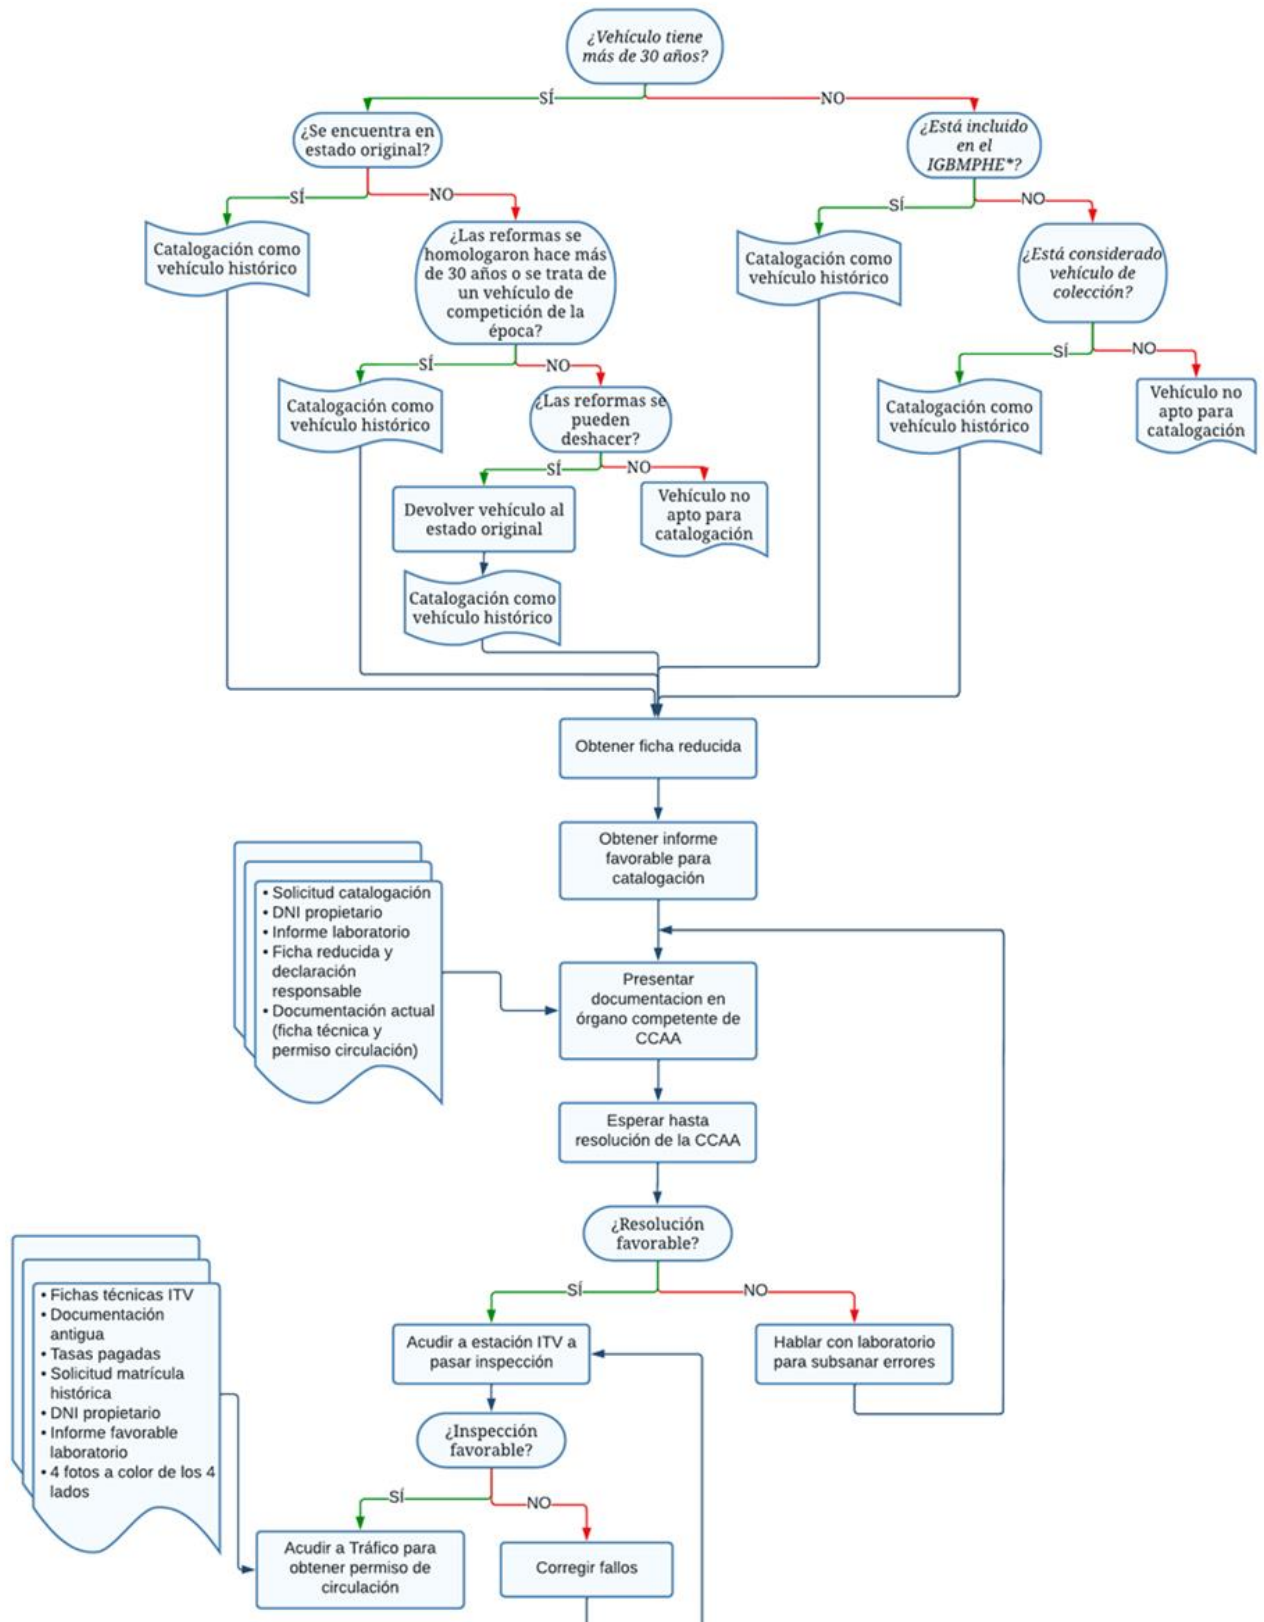 ¿Vehículo tiene
más de 30 años?
SÍ
NO
¿Se encuentra en
estado original?
¿Está incluido
en el
IGBMPHE*?
SÍ
NO
SÍ
NO
Catalogación como
vehículo histórico
¿Las reformas se
homologaron hace más
de 30 años o se trata de
un vehículo de
competición de la
época?
Catalogación como
vehículo histórico
¿Está considerado
vehículo de
colección?
SÍ
NO
SÍ
NO
Catalogación como
vehículo histórico
¿Las reformas se
pueden
deshacer?
Catalogación como
vehículo histórico
Vehículo no
apto para
catalogación
SÍ
NO
Devolver vehículo al
estado original
Vehículo no
apto para
catalogación
Catalogación como
vehículo histórico
Obtener ficha reducida
Obtener informe
favorable para
catalogación
• Solicitud catalogación
• DNI propietario
• Informe laboratorio
• Ficha reducida y
declaración
responsable
• Documentación actual
(ficha técnica y
permiso circulación)
Presentar
documentacion en
órgano competente de
CCAA
Esperar hasta
resolución de la CCAA
¿Resolución
favorable?
SÍ
NO
• Fichas técnicas ITV
• Documentación
antigua
• Tasas pagadas
• Solicitud matrícula
histórica
• DNI propietario
• Informe favorable
laboratorio
• 4 fotos a color de los 4
lados
Acudir a estación ITV a
pasar inspección
Hablar con laboratorio
para subsanar errores
¿Inspección
favorable?
SÍ
NO
Acudir a Tráfico para
obtener permiso de
circulación
Corregir fallos